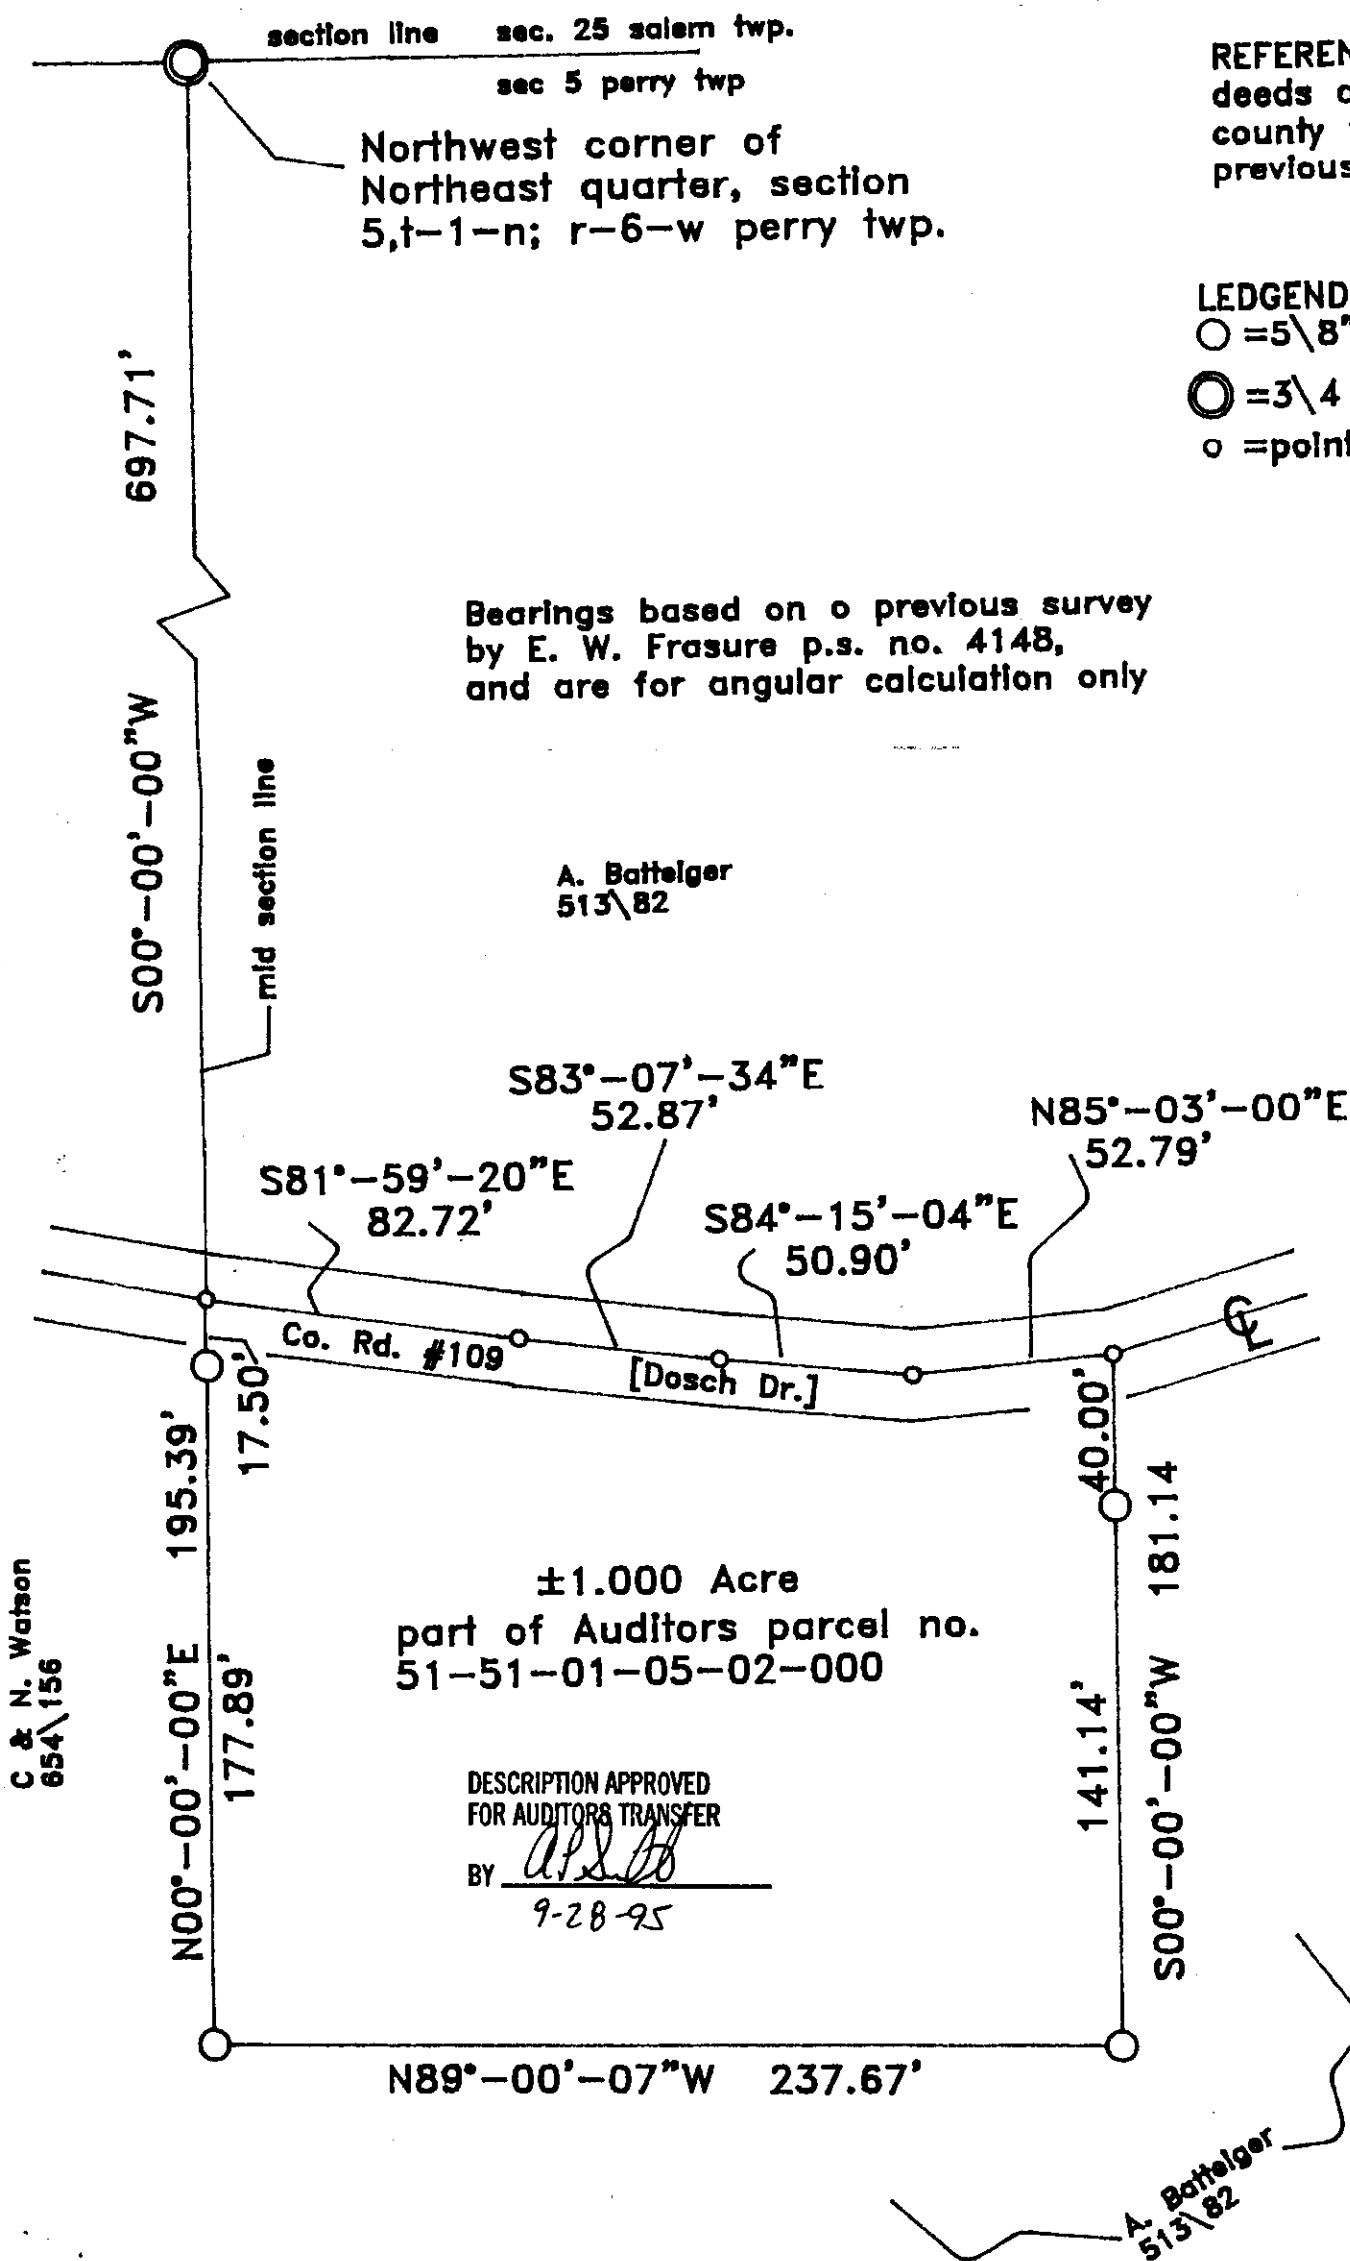 section line sec. 25 salem twp.
sec 5 perry twp
Northwest corner of
Northeast quarter, section
5,t-1-n; r-6-w perry twp.
REFEREN
deeds
county
previous
LEDGEND
=5\8"
=3\4
=point
697.71'
S00°-00'-00"W
mid section line
Bearings based on o previous survey
by E. W. Frasure p.s. no. 4148,
and are for angular calculation only
A. Batteiger
513\82
S83°-07'-34"E
52.87'
N85°-03'-00"E
52.79'
S81°-59'-20"E
82.72'
S84°-15'-04"E
50.90'
Co. Rd. #109
[Dosch Dr.]
CL
17.50'
40.00'
195.39'
N00°-00'-00"E
177.89'
181.14
S00°-00'-00"W
141.14'
C & N. Watson
654\156
±1.000 Acre
part of Auditors parcel no.
51-51-01-05-02-000
DESCRIPTION APPROVED
FOR AUDITORS TRANSFER
BY
9-28-95
N89°-00'-07"W 237.67'
A. Batteiger
513\82